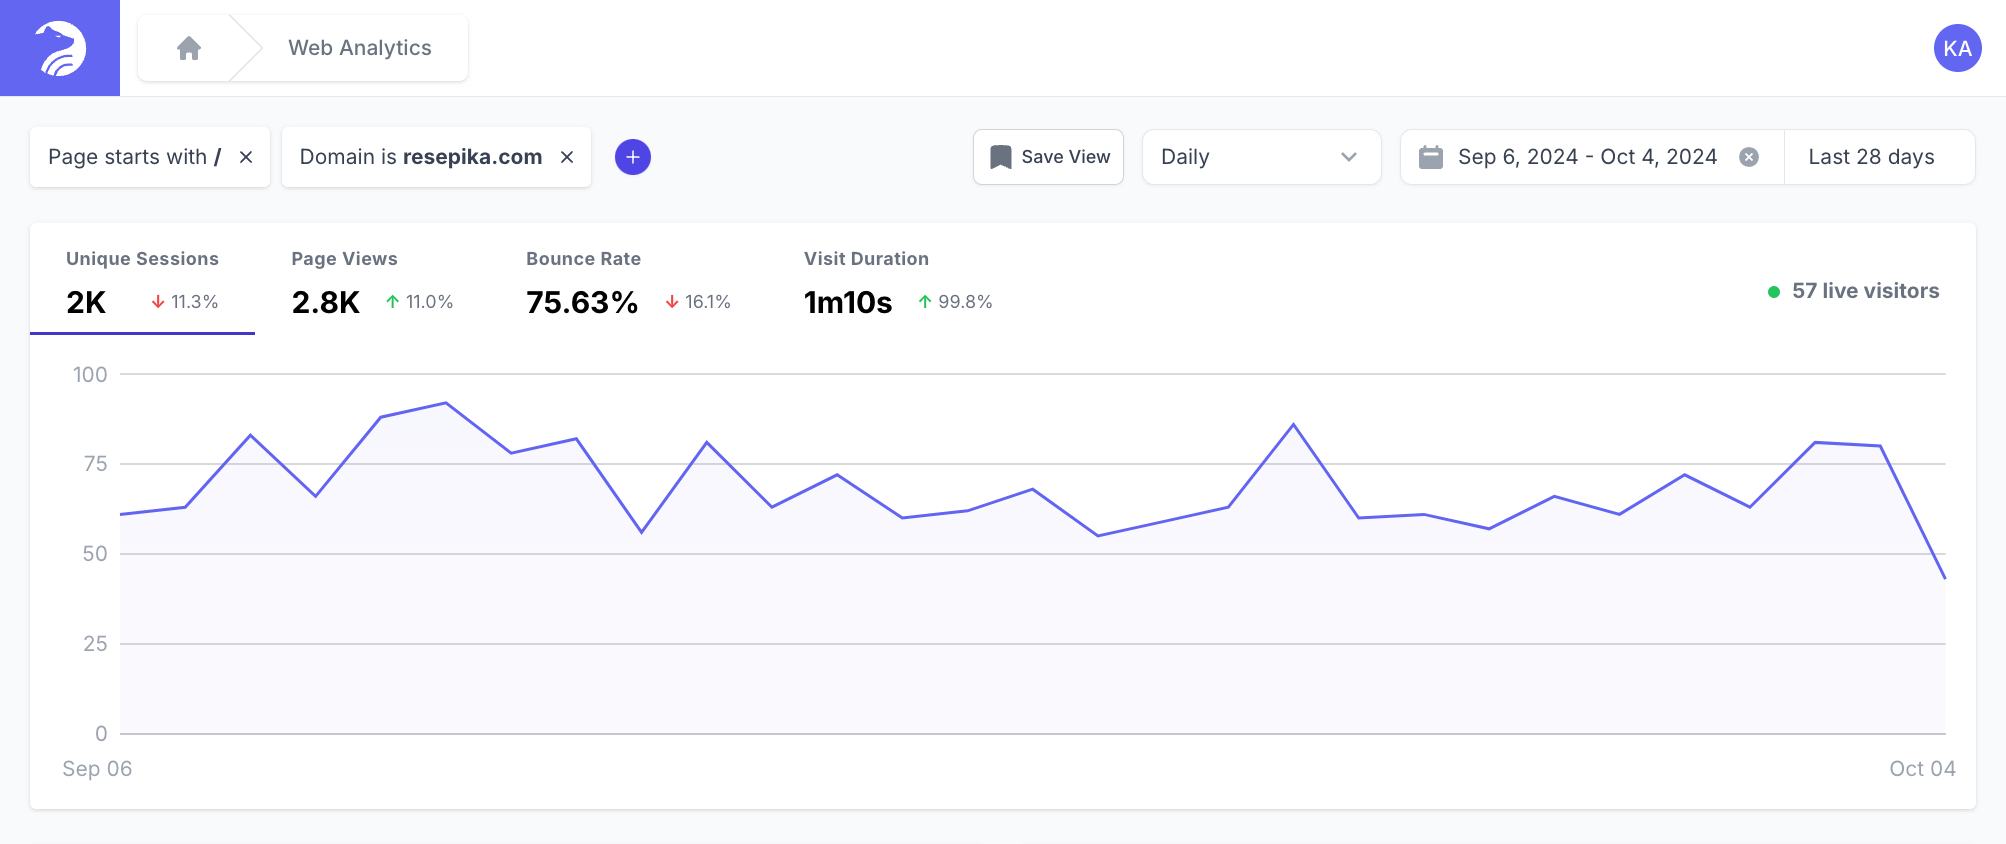 Web Analytics
KA
Page starts with /
Domain is resepika.com
Save View
Daily
Sep 6, 2024 - Oct 4, 2024
Last 28 days
Unique Sessions
2K 11.3%
Page Views
2.8K 11.0%
Bounce Rate
75.63% 16.1%
Visit Duration
1m10s 99.8%
57 live visitors
100
75
50
25
0
Sep 06
Oct 04